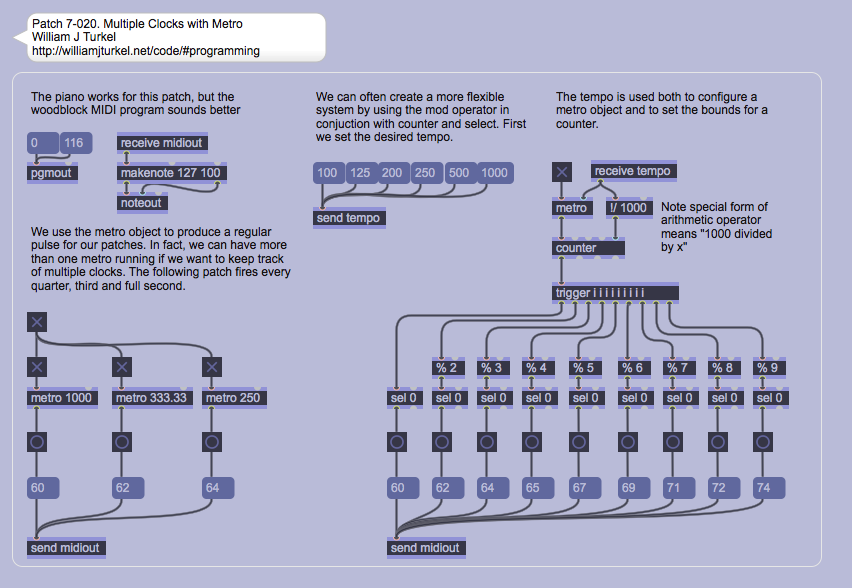 Patch 7-020. Multiple Clocks with Metro
William J Turkel
http://williamjturkel.net/code/#programming
The piano works for this patch, but the
woodblock MIDI program sounds better
0 116
pgmout
receive midiout
makenote 127 100
noteout
We use the metro object to produce a regular
pulse for our patches. In fact, we can have more
than one metro running if we want to keep track
of multiple clocks. The following patch fires every
quarter, third and full second.
metro 1000 metro 333.33 metro 250
60 62 64
send midiout
We can often create a more flexible
system by using the mod operator in
conjuction with counter and select. First
we set the desired tempo.
100 125 200 250 500 1000
send tempo
The tempo is used both to configure a
metro object and to set the bounds for a
counter.
receive tempo
metro !/ 1000
Note special form of
arithmetic operator
means "1000 divided
by x"
counter
trigger i i i i i i i i i
% 2 % 3 % 4 % 5 % 6 % 7 % 8 % 9
sel 0 sel 0 sel 0 sel 0 sel 0 sel 0 sel 0 sel 0 sel 0
60 62 64 65 67 69 71 72 74
send midiout